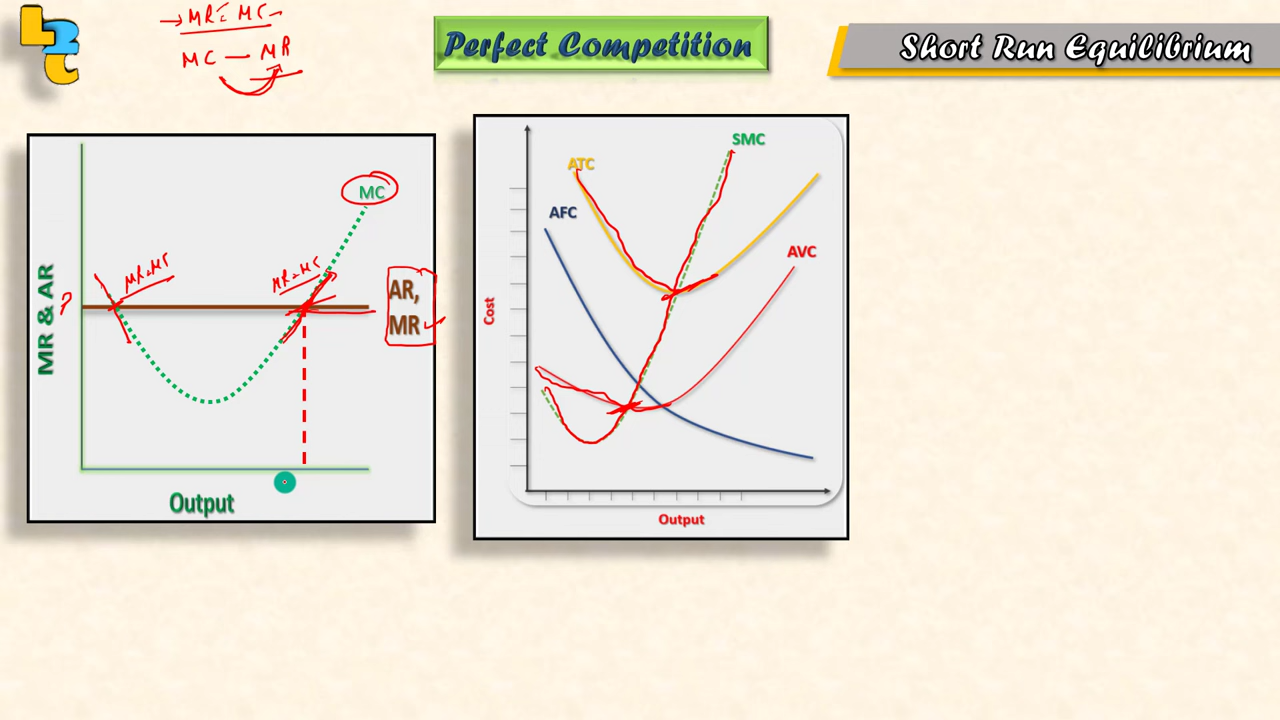 → MR = MC
MC — MR
LBC
Perfect Competition
Short Run Equilibrium
MR & AR
P
MR = MC
MR = MC
MC
AR,
MR
Output
Cost
ATC
AFC
SMC
AVC
Output